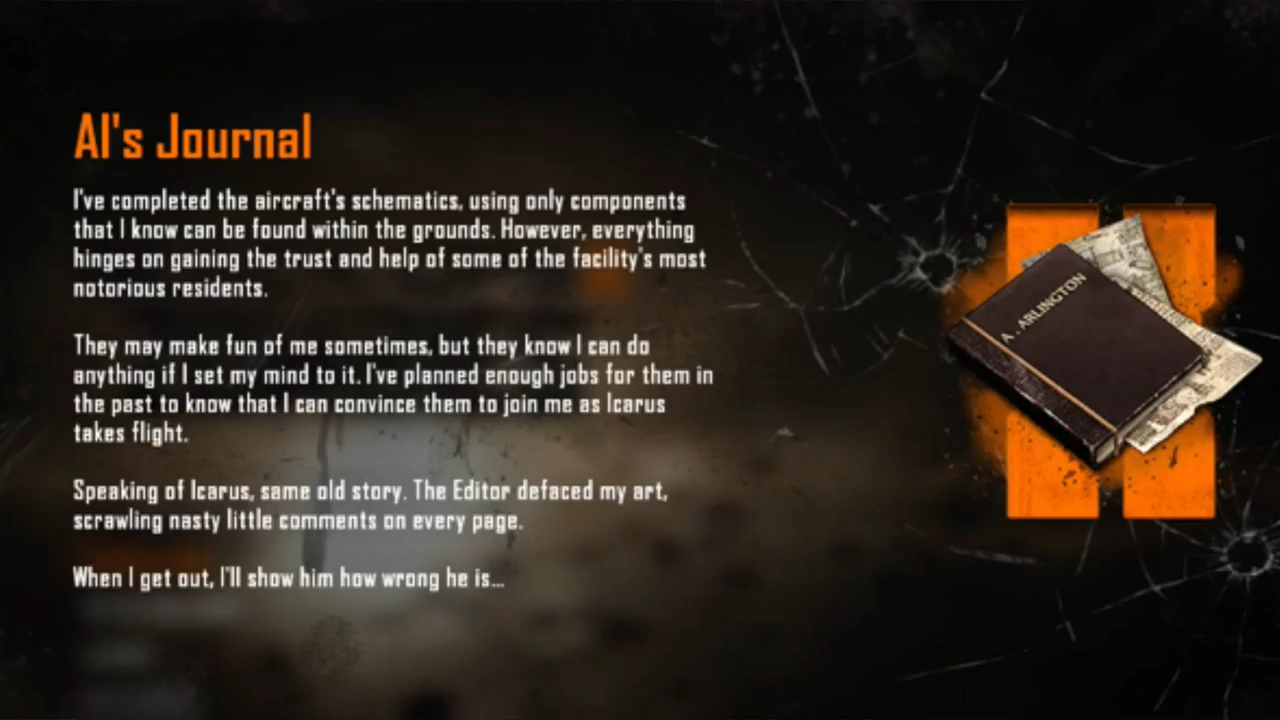 Al's Journal
I've completed the aircraft's schematics, using only components
that I know can be found within the grounds. However, everything
hinges on gaining the trust and help of some of the facility's most
notorious residents.
They may make fun of me sometimes, but they know I can do
anything if I set my mind to it. I've planned enough jobs for them in
the past to know that I can convince them to join me as Icarus
takes flight.
Speaking of Icarus, same old story. The Editor defaced my art,
scrawling nasty little comments on every page.
When I get out, I'll show him how wrong he is...
A. ARLINGTON